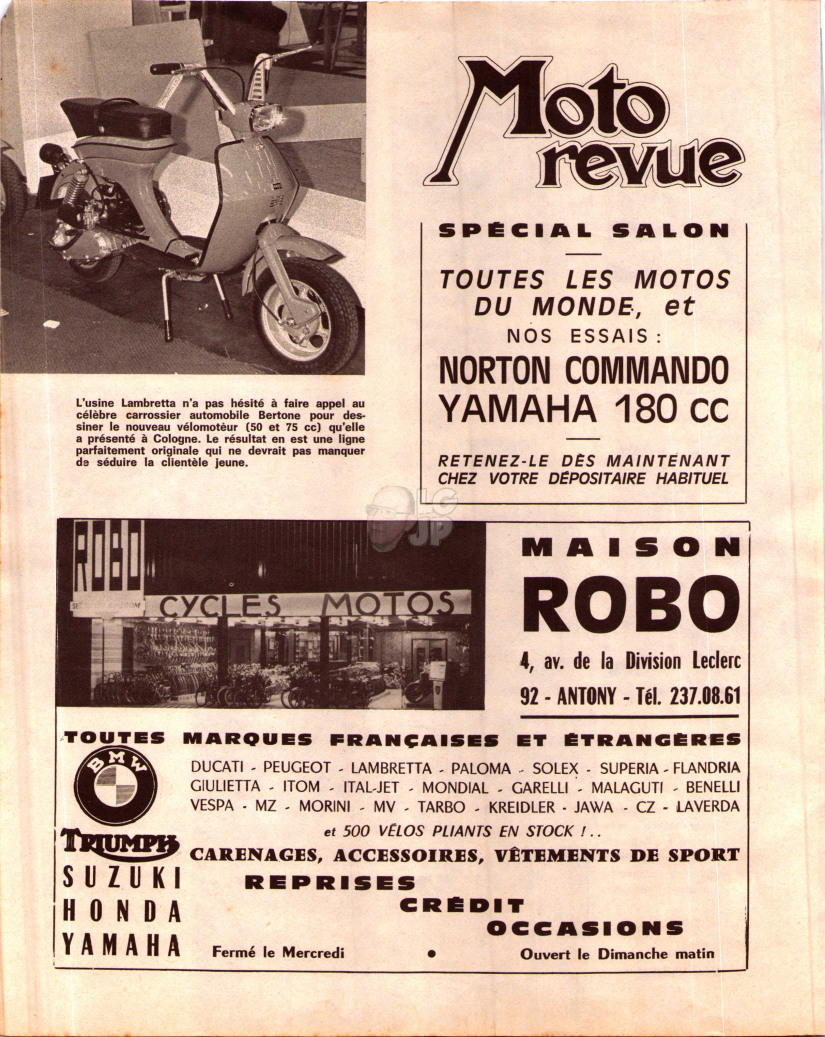 Moto
revue
SPÉCIAL SALON
TOUTES LES MOTOS
DU MONDE, et
NOS ESSAIS :
NORTON COMMANDO
YAMAHA 180 CC
RETENEZ-LE DÈS MAINTENANT
CHEZ VOTRE DÉPOSITAIRE HABITUEL
L'usine Lambretta n'a pas hésité à faire appel au
célèbre carrossier automobile Bertone pour des-
siner le nouveau vélomoteur (50 et 75 cc) qu'elle
a présenté à Cologne. Le résultat en est une ligne
parfaitement originale qui ne devrait pas manquer
de séduire la clientèle jeune.
LG
JP
ROBO
CYCLES MOTOS
MAISON
ROBO
4, av. de la Division Leclerc
92 - ANTONY - Tél. 237.08.61
TOUTES MARQUES FRANÇAISES ET ÉTRANGÈRES
BMW
DUCATI - PEUGEOT - LAMBRETTA - PALOMA - SOLEX - SUPERIA - FLANDRIA
GIULIETTA - ITOM - ITAL-JET - MONDIAL - GARELLI - MALAGUTI - BENELLI
VESPA - MZ - MORINI - MV - TARBO - KREIDLER - JAWA - CZ - LAVERDA
et 500 VÉLOS PLIANTS EN STOCK !..
TRIUMPH
CARENAGES, ACCESSOIRES, VÊTEMENTS DE SPORT
SUZUKI
REPRISES
HONDA
CRÉDIT
OCCASIONS
YAMAHA
Fermé le Mercredi • Ouvert le Dimanche matin